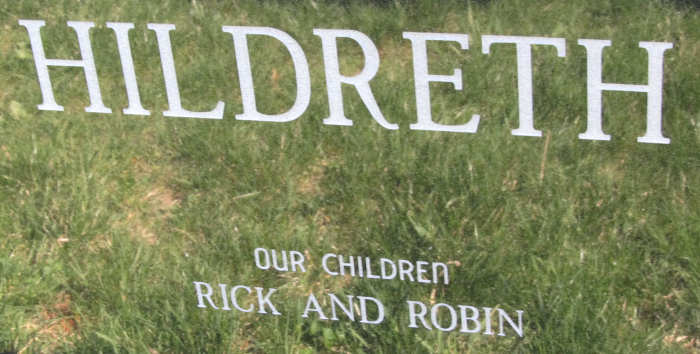 HILDRETH
OUR CHILDREN
RICK AND ROBIN